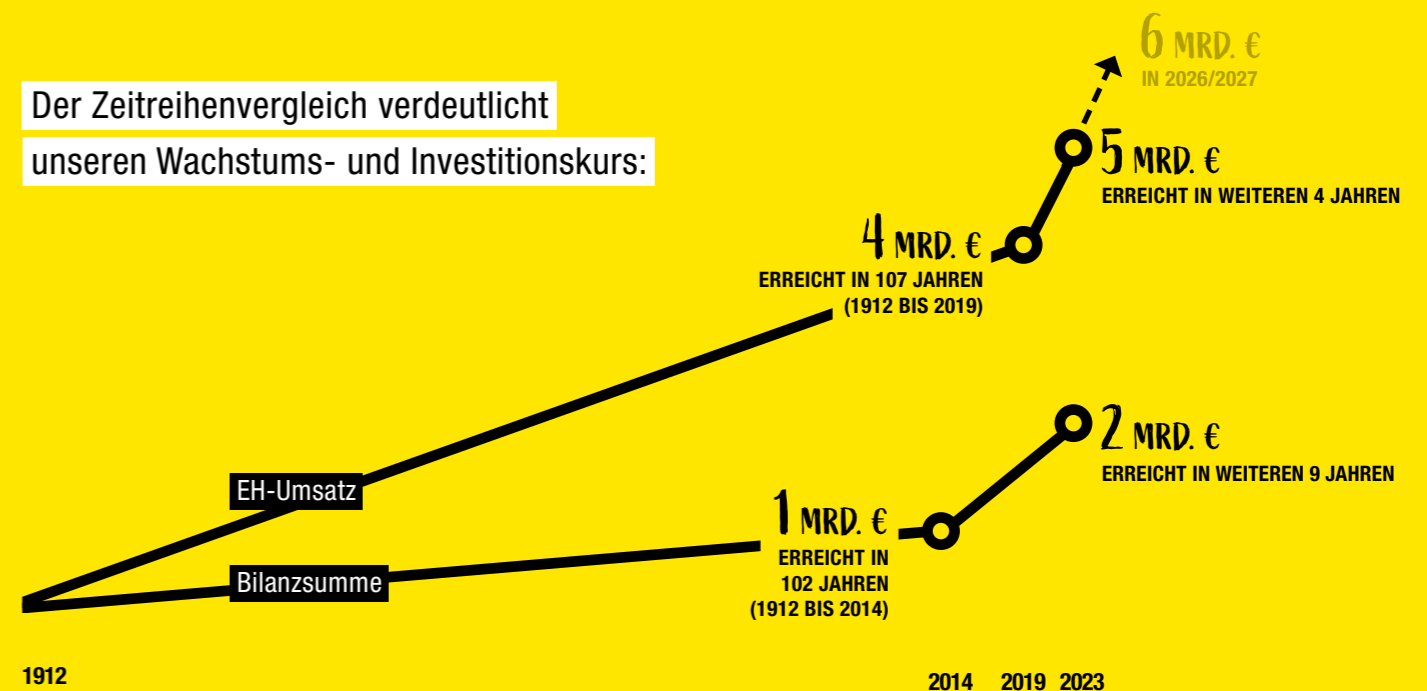 Der Zeitreihenvergleich verdeutlicht
unseren Wachstums- und Investitionskurs:
6 MRD. €
IN 2026/2027
5 MRD. €
ERREICHT IN WEITEREN 4 JAHREN
4 MRD. €
ERREICHT IN 107 JAHREN
(1912 BIS 2019)
EH-Umsatz
2 MRD. €
ERREICHT IN WEITEREN 9 JAHREN
1 MRD. €
ERREICHT IN
102 JAHREN
(1912 BIS 2014)
Bilanzsumme
1912
2014 2019 2023